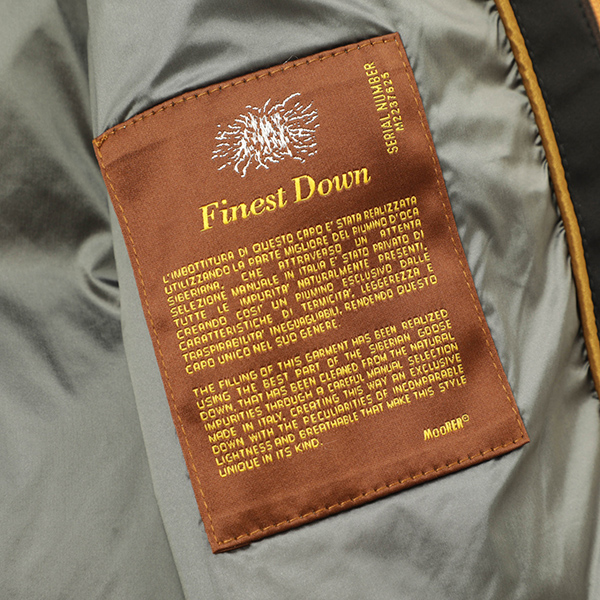 SERIAL NUMBER
M2237625
Finest Down
L'IMBOTTITURA DI QUESTO CAPO E' STATA REALIZZATA
UTILIZZANDO LA PARTE MIGLIORE DEL PIUMINO D'OCA
SIBERIANA, CHE ATTRAVERSO UN ATTENTA
SELEZIONE MANUALE IN ITALIA E' STATO PRIVATO DI
TUTTE LE IMPURITA' NATURALMENTE PRESENTI,
CREANDO COSI' UN PIUMINO ESCLUSIVO DALLE
CARATTERISTICHE DI TERMICITA', LEGGEREZZA E
TRASPIRABILITA' INEGUAGLIABILI, RENDENDO QUESTO
CAPO UNICO NEL SUO GENERE.
THE FILLING OF THIS GARMENT HAS BEEN REALIZED
USING THE BEST PART OF THE SIBERIAN GOOSE
DOWN, THAT HAS BEEN CLEANED FROM THE NATURAL
IMPURITIES THROUGH A CAREFUL MANUAL SELECTION
MADE IN ITALY, CREATING THIS WAY AN EXCLUSIVE
DOWN WITH THE PECULIARITIES OF INCOMPARABLE
LIGHTNESS AND BREATHABLE THAT MAKE THIS STYLE
UNIQUE IN ITS KIND.
MOORER©